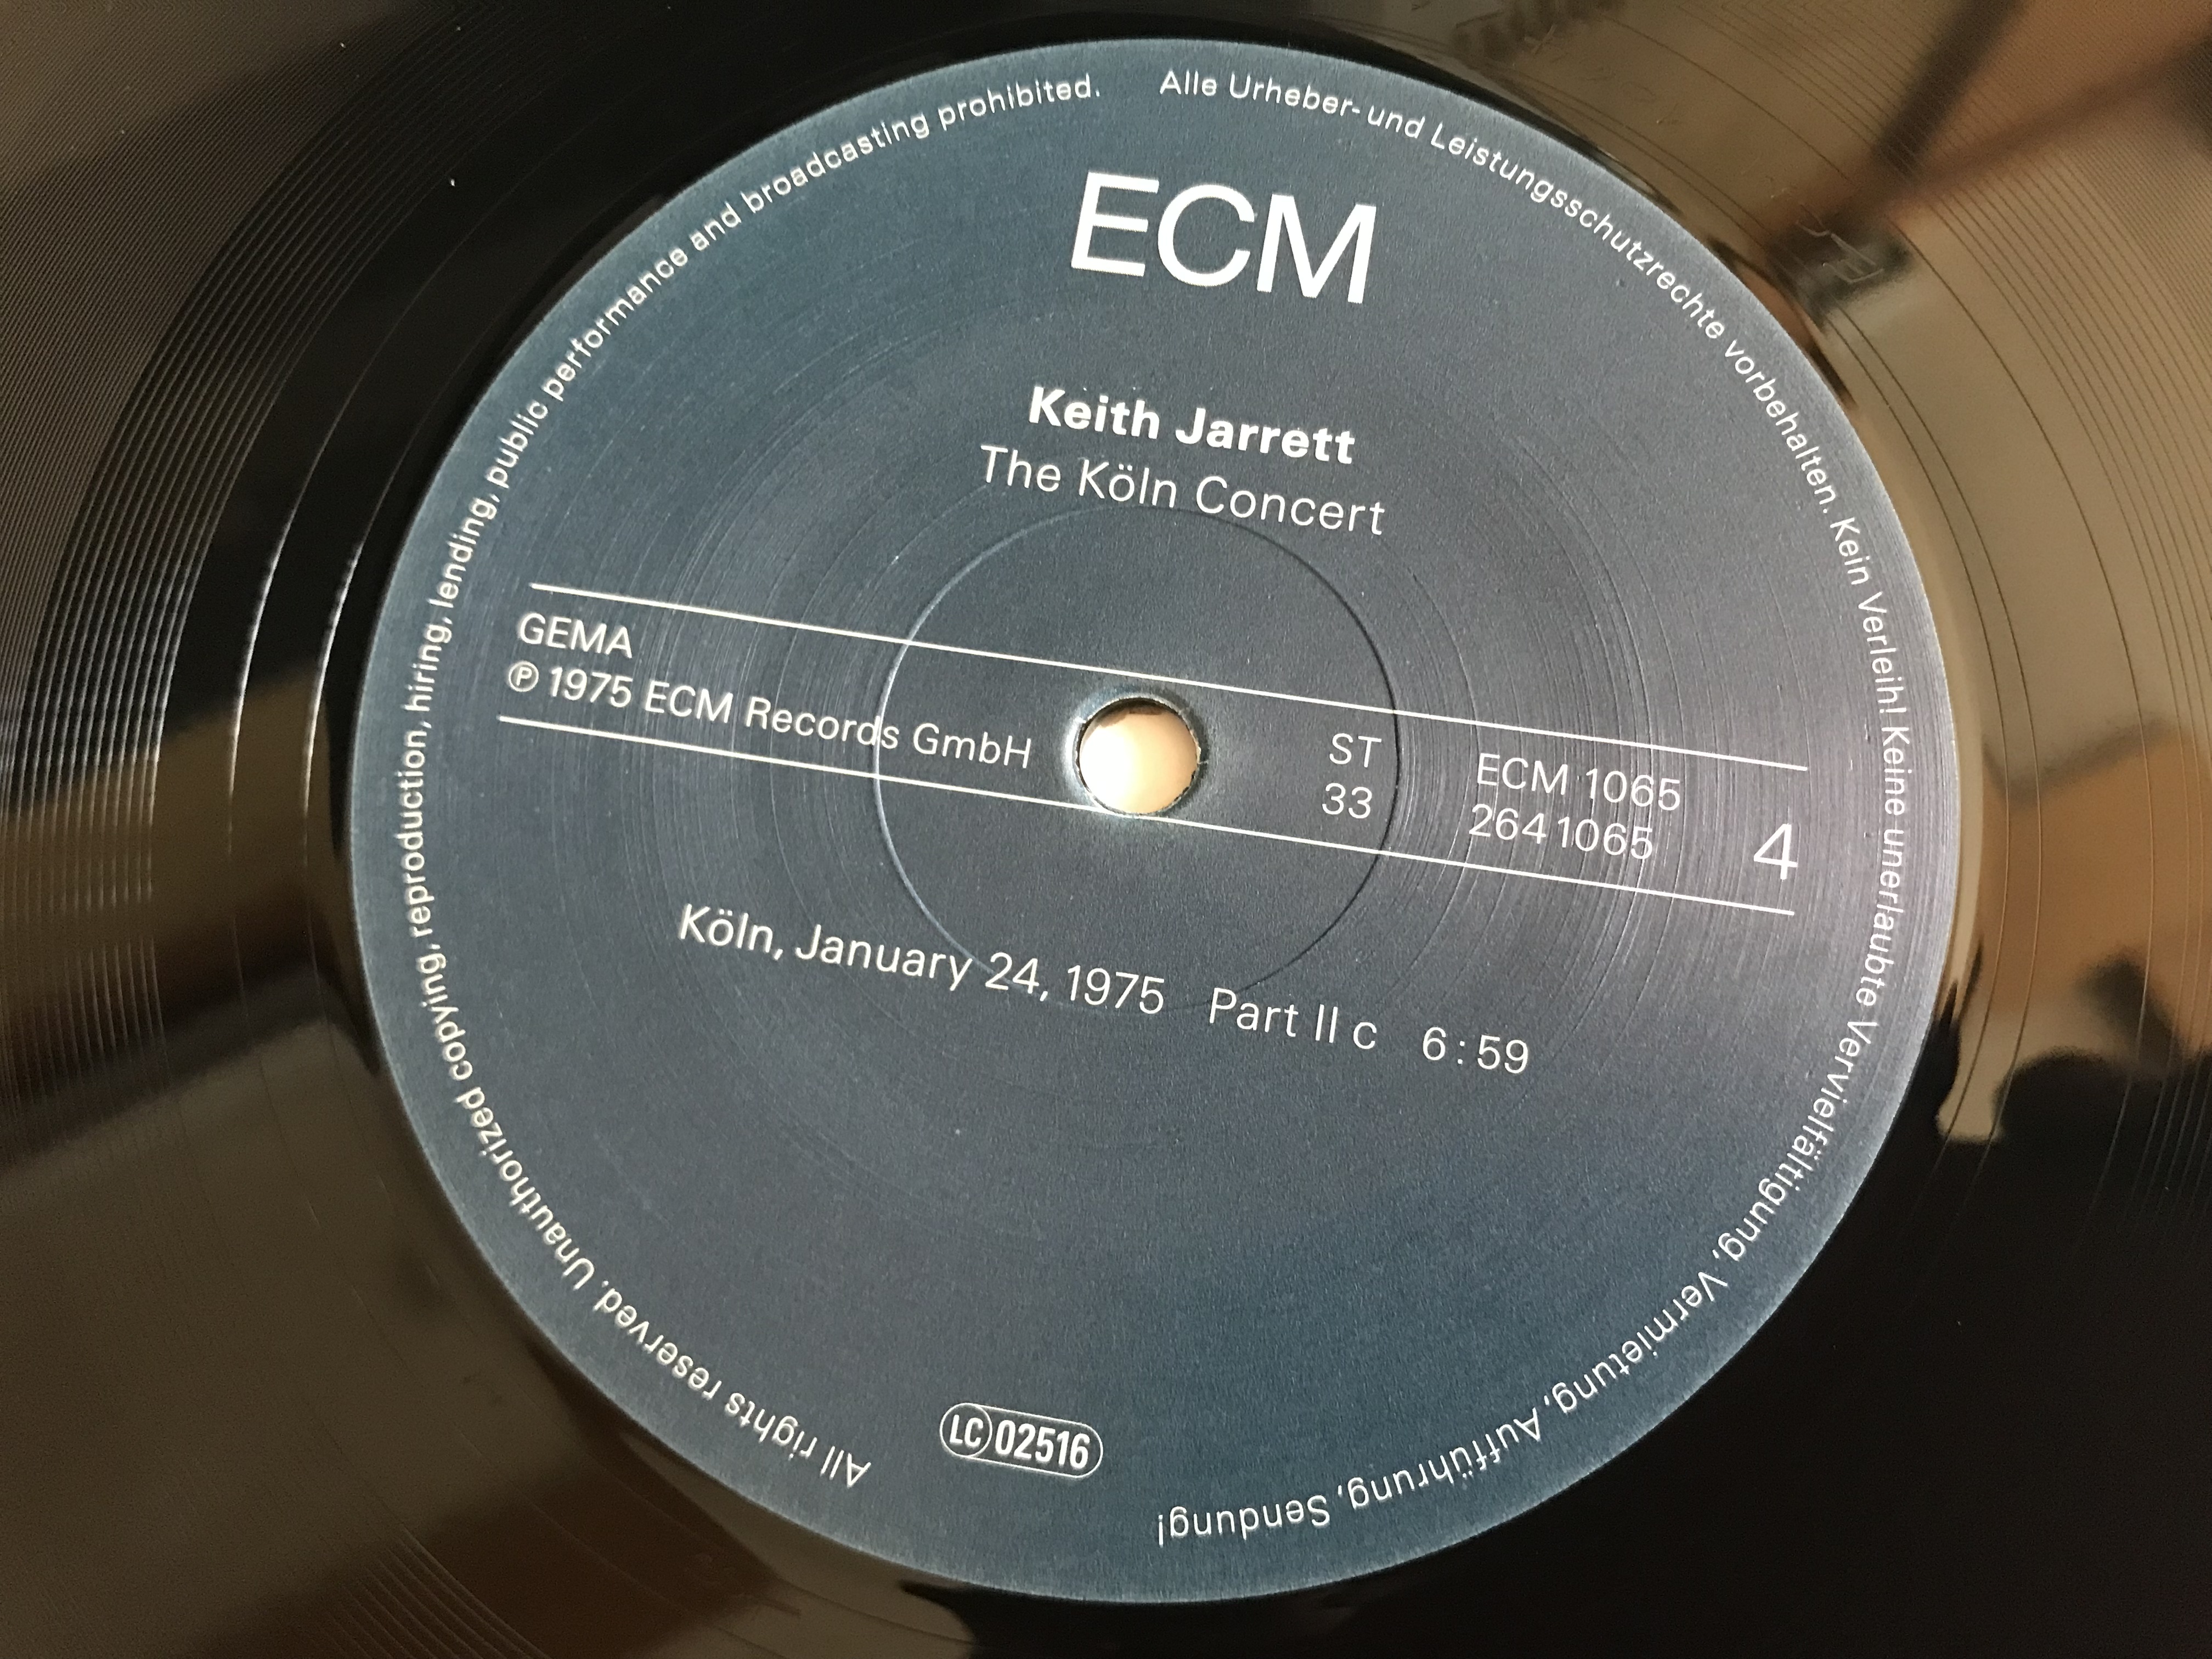 ECM
Keith Jarrett
The Köln Concert
GEMA
℗ 1975 ECM Records GmbH
ST
33
ECM 1065
2641065
4
Köln, January 24, 1975 Part II c 6:59
LC 02516
All rights reserved. Unauthorized copying, reproduction, hiring, lending, public performance and broadcasting prohibited.
Alle Urheber- und Leistungsschutzrechte vorbehalten. Kein Verleih! Keine unerlaubte Vervielfältigung, Vermietung, Aufführung, Sendung!